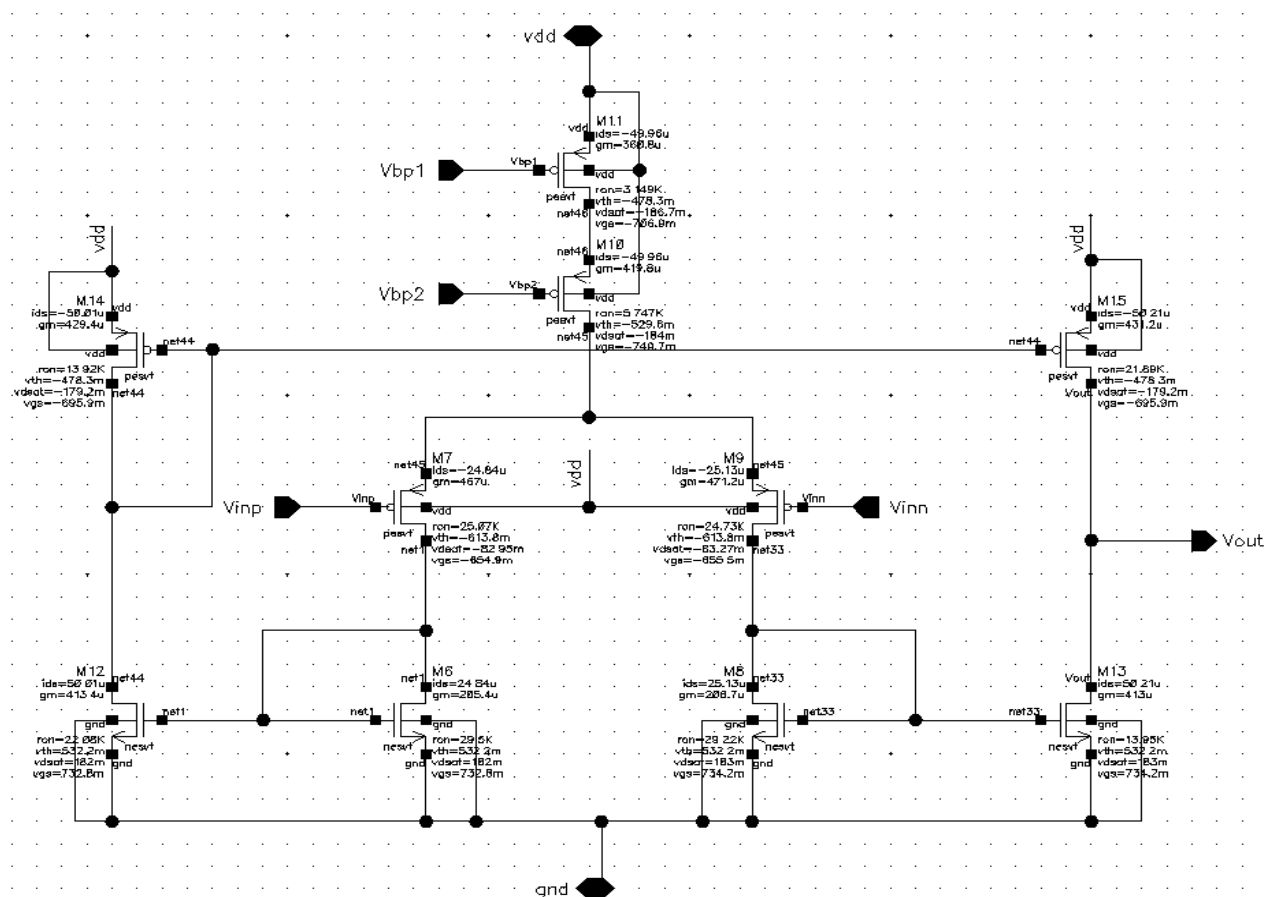 vdd
M11
vdd
ids=-49.96u
gm=360.8u
Vbp1
Vbp1
vdd
ron=3.149K
pesvt
vth=-478.3m
vdsat=-186.7m
net46
vgs=-706.9m
M10
net46
ids=-49.96u
gm=419.8u
Vbp2
Vbp2
vdd
ron=5.747K
pesvt
vth=-529.6m
vdsat=-184m
net45
vgs=-749.7m
vdd
M14
vdd
ids=-50.01u
gm=429.4u
net44
vdd
ron=13.92K
pesvt
vth=-478.3m
vdsat=-179.2m
net44
vgs=-695.9m
vdd
M15
vdd
ids=-50.21u
gm=431.2u
net44
vdd
ron=21.89K
pesvt
vth=-478.3m
vdsat=-179.2m
Vout
vgs=-695.9m
M7
net45
ids=-24.84u
gm=467u
Vinp
Vinp
vdd
ron=25.07K
pesvt
vth=-613.8m
vdsat=-82.95m
net1
vgs=-654.9m
vdd
M9
net45
ids=-25.13u
gm=471.2u
Vinn
Vinn
vdd
ron=24.73K
pesvt
vth=-613.8m
vdsat=-83.27m
net33
vgs=-655.5m
Vout
M12
net44
ids=50.01u
gm=413.4u
gnd
net1
ron=22.08K
nesvt
vth=532.2m
vdsat=182m
gnd
vgs=732.8m
M6
net1
ids=24.84u
gm=205.4u
net1
gnd
ron=29.5K
nesvt
vth=532.2m
vdsat=182m
gnd
vgs=732.8m
M8
net33
ids=25.13u
gm=206.7u
gnd
net33
ron=29.22K
nesvt
vth=532.2m
vdsat=183m
gnd
vgs=734.2m
M13
Vout
ids=50.21u
gm=413u
net33
gnd
ron=13.95K
nesvt
vth=532.2m
vdsat=183m
gnd
vgs=734.2m
gnd